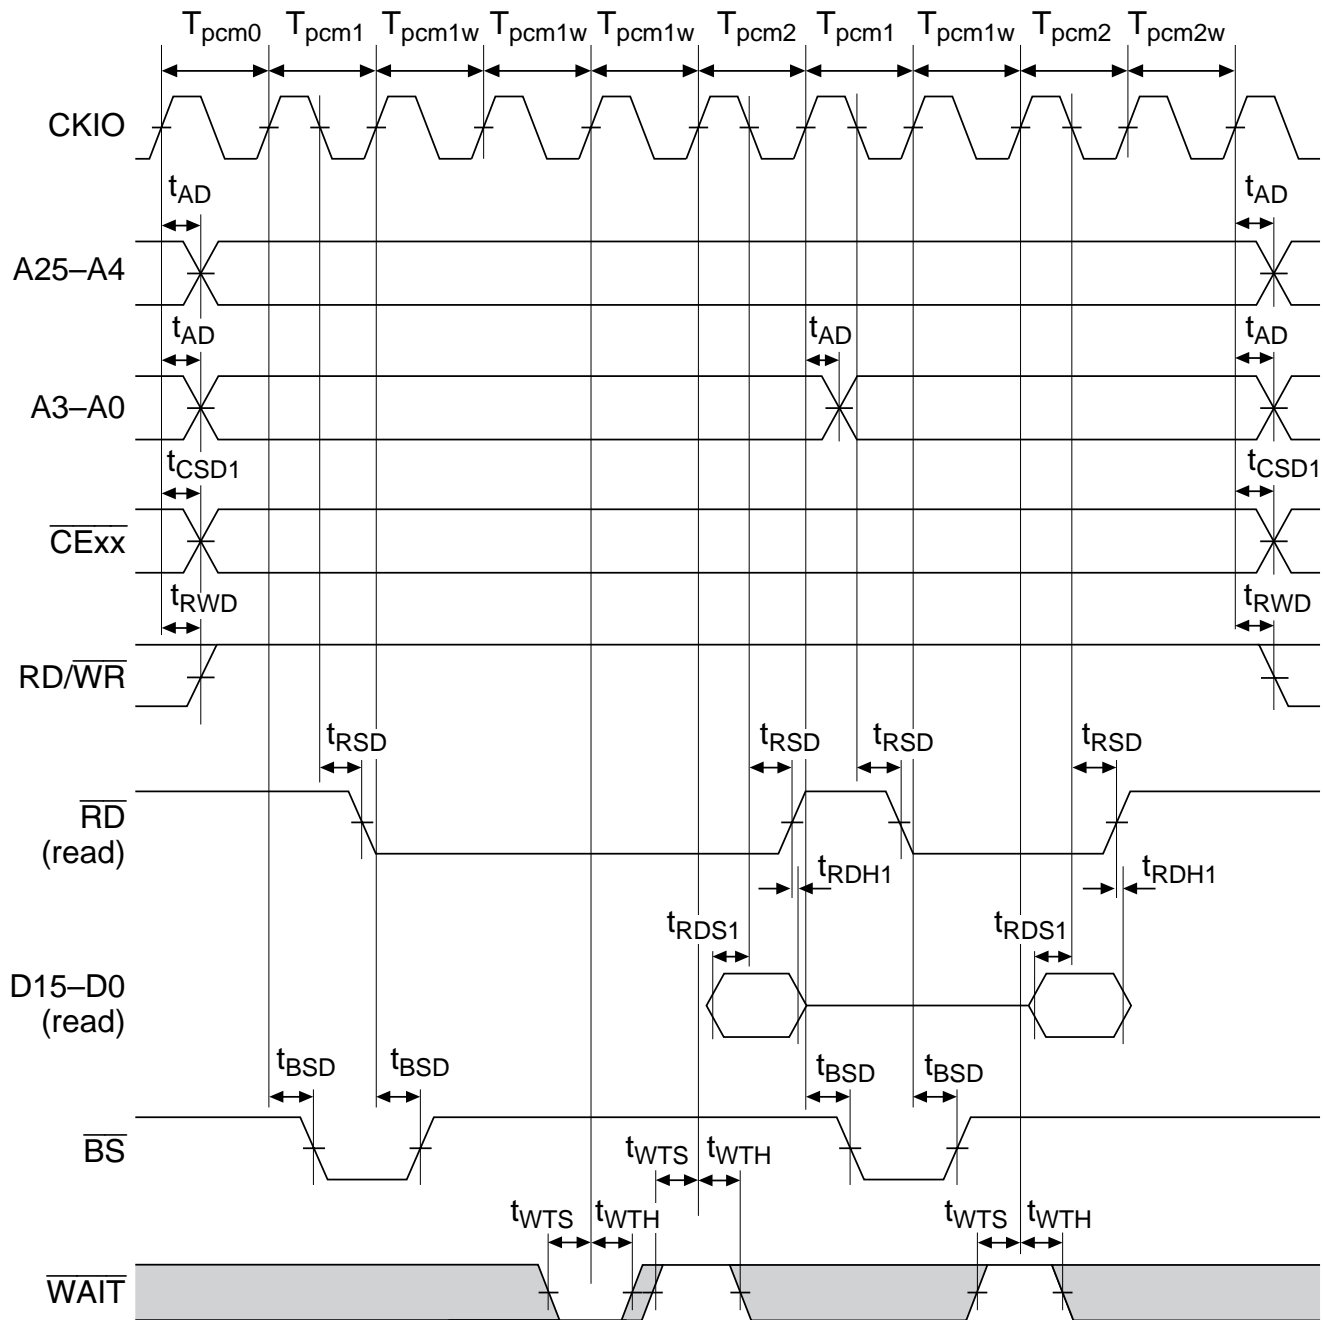 Tpcm0 Tpcm1 Tpcm1w Tpcm1w Tpcm1w Tpcm2 Tpcm1 Tpcm1w Tpcm2 Tpcm2w
CKIO
tAD tAD
A25–A4
tAD tAD tAD
A3–A0
tCSD1 tCSD1
CExx
tRWD tRWD
RD/WR
tRSD tRSD tRSD tRSD
RD
(read)
tRDH1 tRDH1
tRDS1 tRDS1
D15–D0
(read)
tBSD tBSD tBSD tBSD
BS
tWTS tWTH
tWTS tWTH tWTS tWTH
WAIT